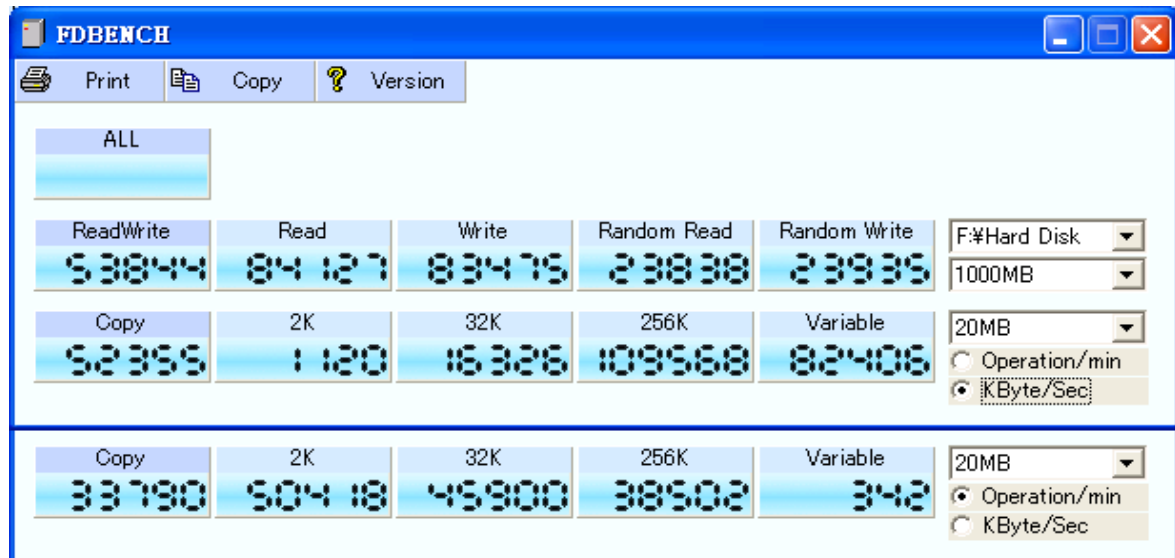 FDBENCH
Print Copy Version
ALL
ReadWrite Read Write Random Read Random Write
53844 84127 83475 23838 23935
F:¥Hard Disk
1000MB
Copy 2K 32K 256K Variable
52355 1120 16326 109568 82406
20MB
Operation/min
KByte/Sec
Copy 2K 32K 256K Variable
33790 50418 45900 38502 342
20MB
Operation/min
KByte/Sec